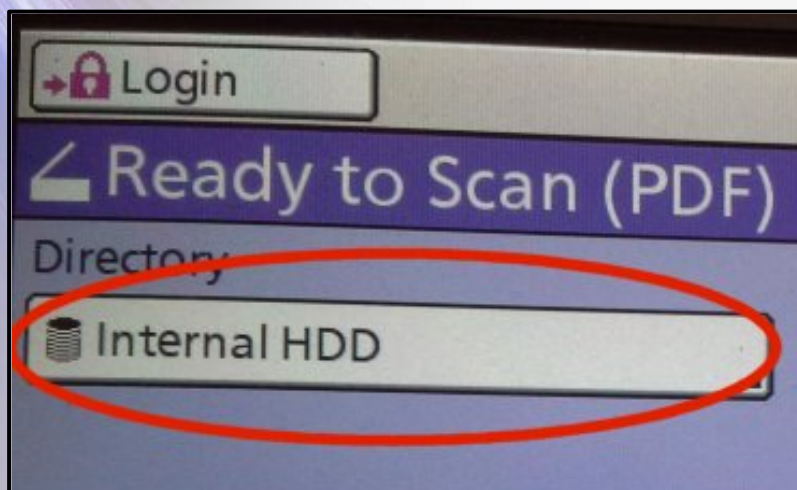 Login
Ready to Scan (PDF)
Directory
Internal HDD